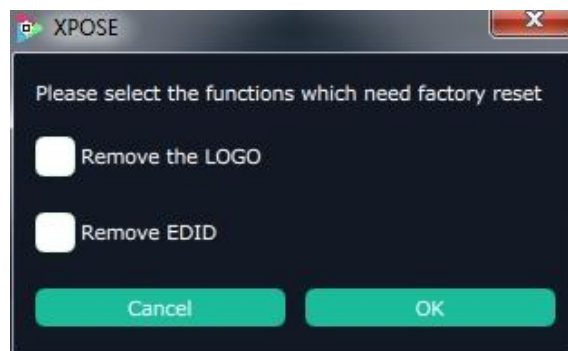 XPOSE
Please select the functions which need factory reset
Remove the LOGO
Remove EDID
Cancel OK